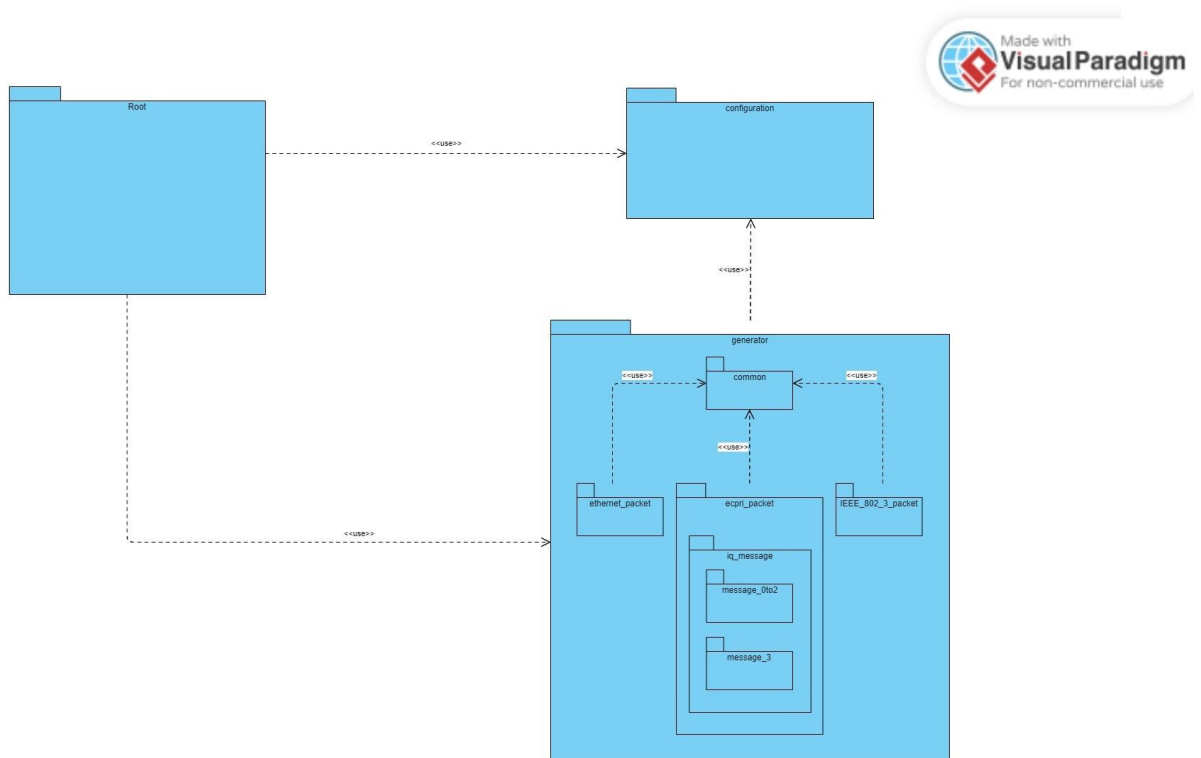 Made with
Visual Paradigm
For non-commercial use
Root
configuration
<<use>>
<<use>>
generator
<<use>>
common
<<use>>
<<use>>
ethernet_packet
ecpri_packet
IEEE_802_3_packet
<<use>>
iq_message
message_0to2
message_3